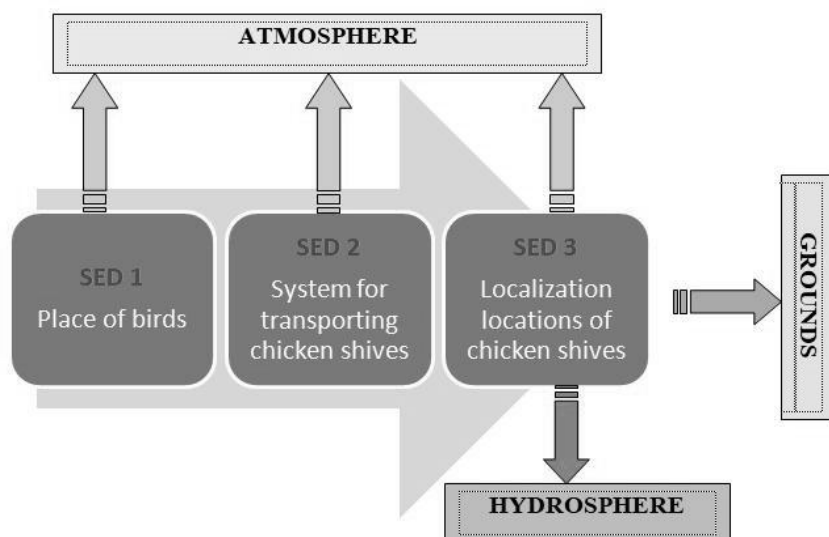 ATMOSPHERE
SED 1
Place of birds
SED 2
System for
transporting
chicken shives
SED 3
Localization
locations of
chicken shives
GROUNDS
HYDROSPHERE